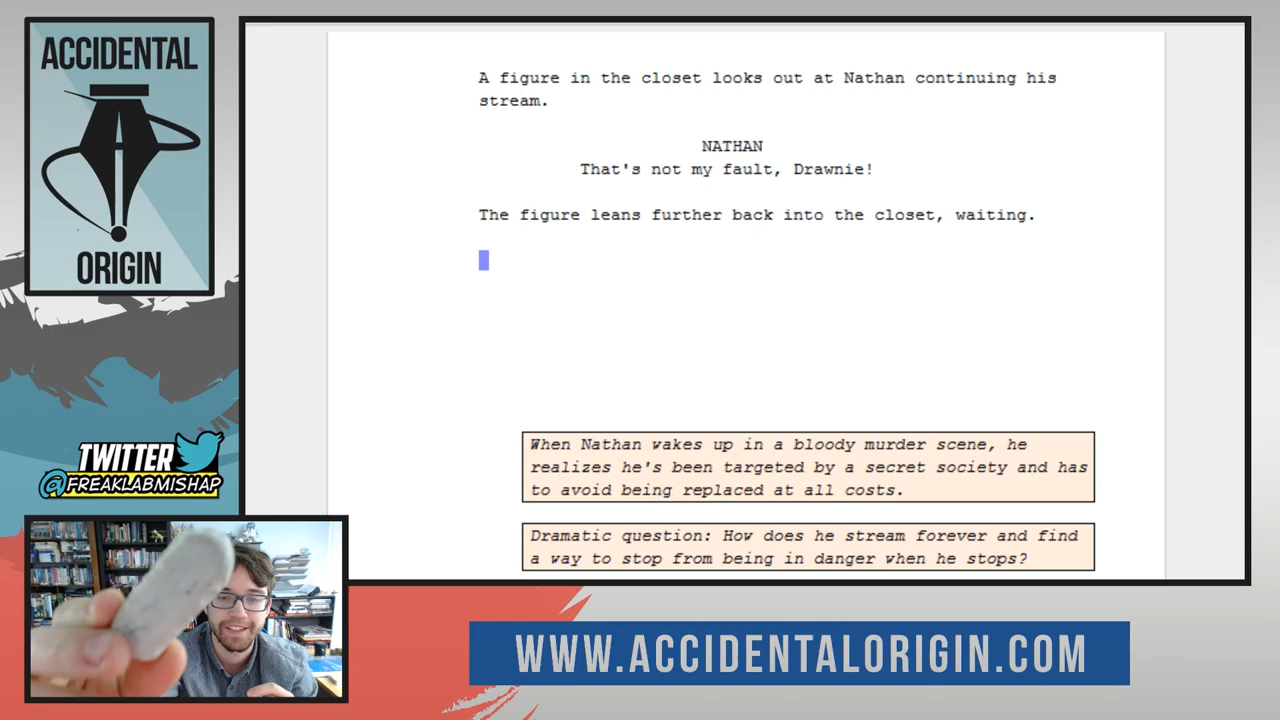 ACCIDENTAL
ORIGIN
A figure in the closet looks out at Nathan continuing his
stream.
NATHAN
That's not my fault, Drawnie!
The figure leans further back into the closet, waiting.
When Nathan wakes up in a bloody murder scene, he
realizes he's been targeted by a secret society and has
to avoid being replaced at all costs.
Dramatic question: How does he stream forever and find
a way to stop from being in danger when he stops?
TWITTER
@FREAKLABMISHAP
WWW.ACCIDENTALORIGIN.COM